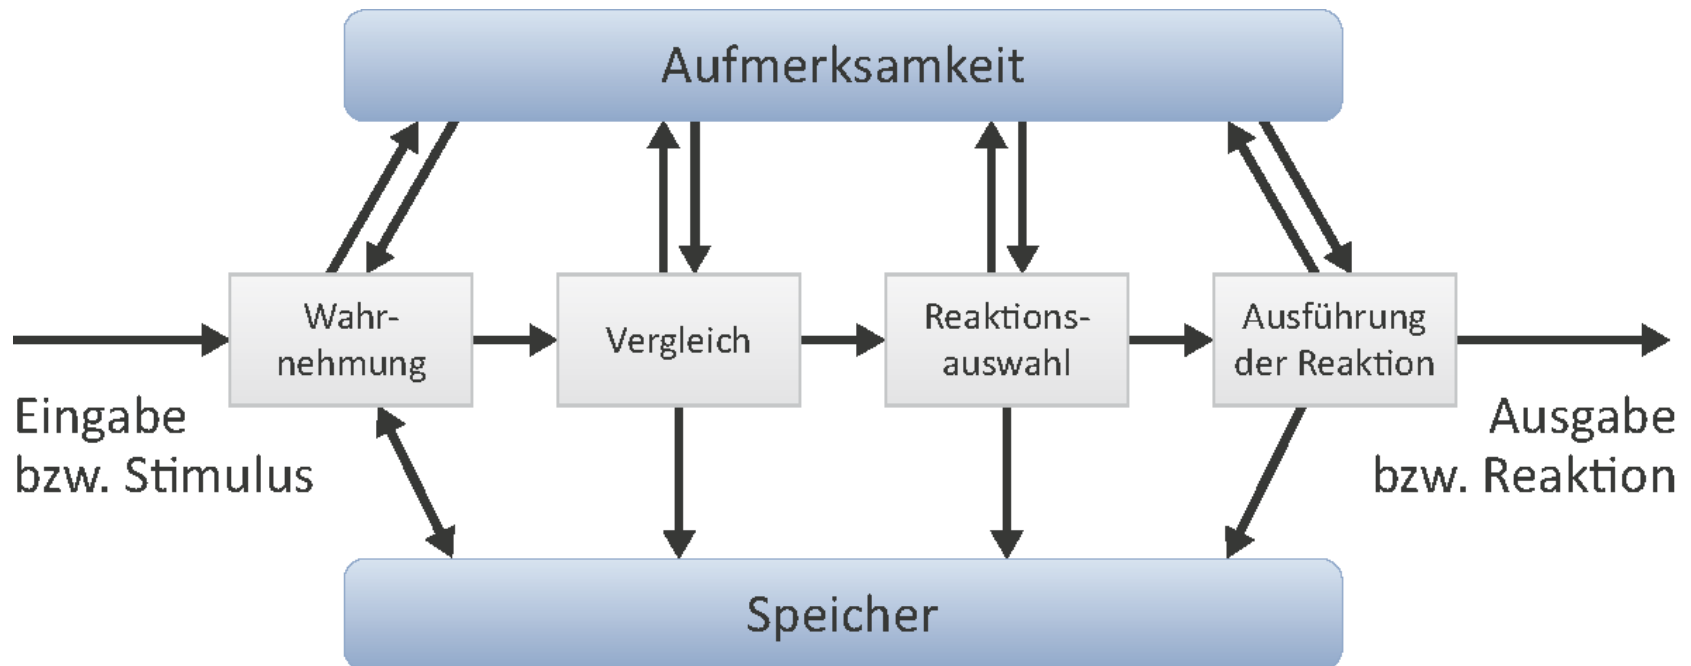 Aufmerksamkeit
Wahr-
nehmung
Vergleich
Reaktions-
auswahl
Ausführung
der Reaktion
Eingabe
bzw. Stimulus
Ausgabe
bzw. Reaktion
Speicher